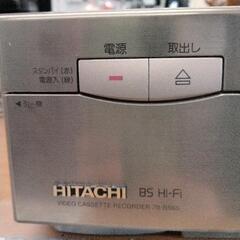 電源
取出し
スタンバイ(赤)
電源入(緑)
HITACHI BS Hi-Fi
VIDEO CASSETTE RECORDER